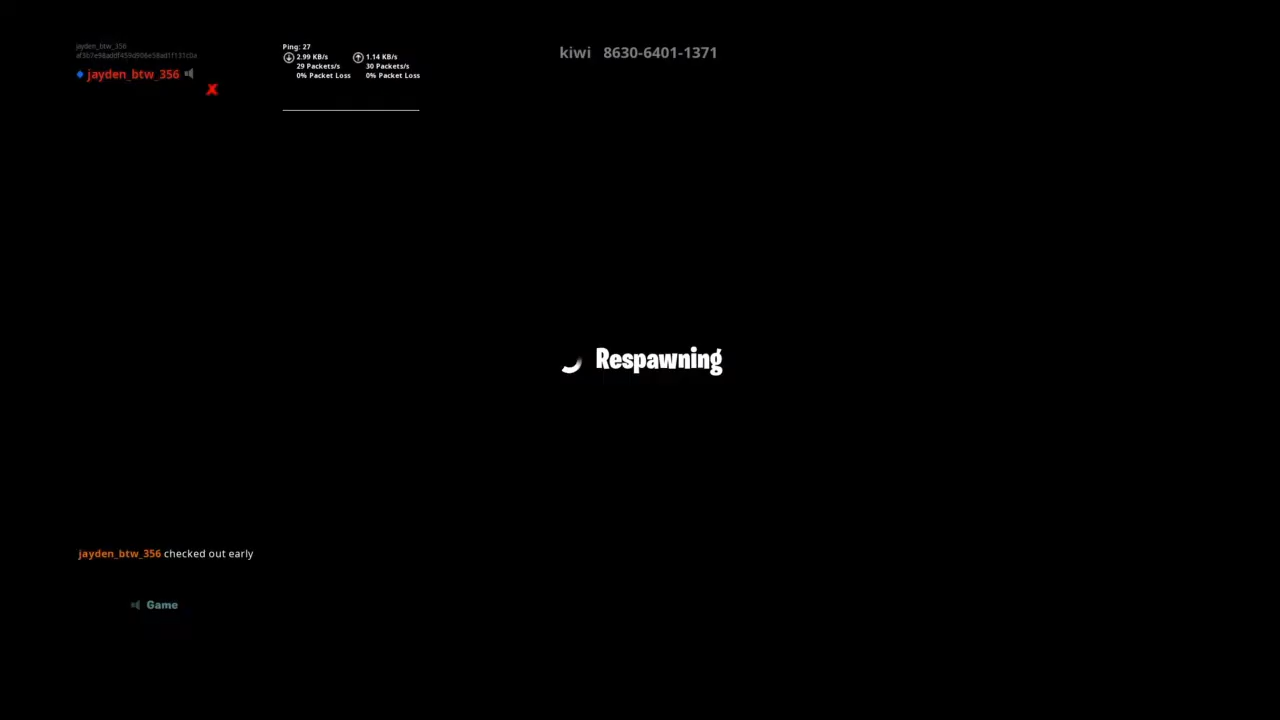 jayden_btw_356
jayden_btw_356
Ping: 27
2.99 KB/s
29 Packets/s
0% Packet Loss
1.14 KB/s
30 Packets/s
0% Packet Loss
kiwi 8630-6401-1371
Respawning
jayden_btw_356 checked out early
Game